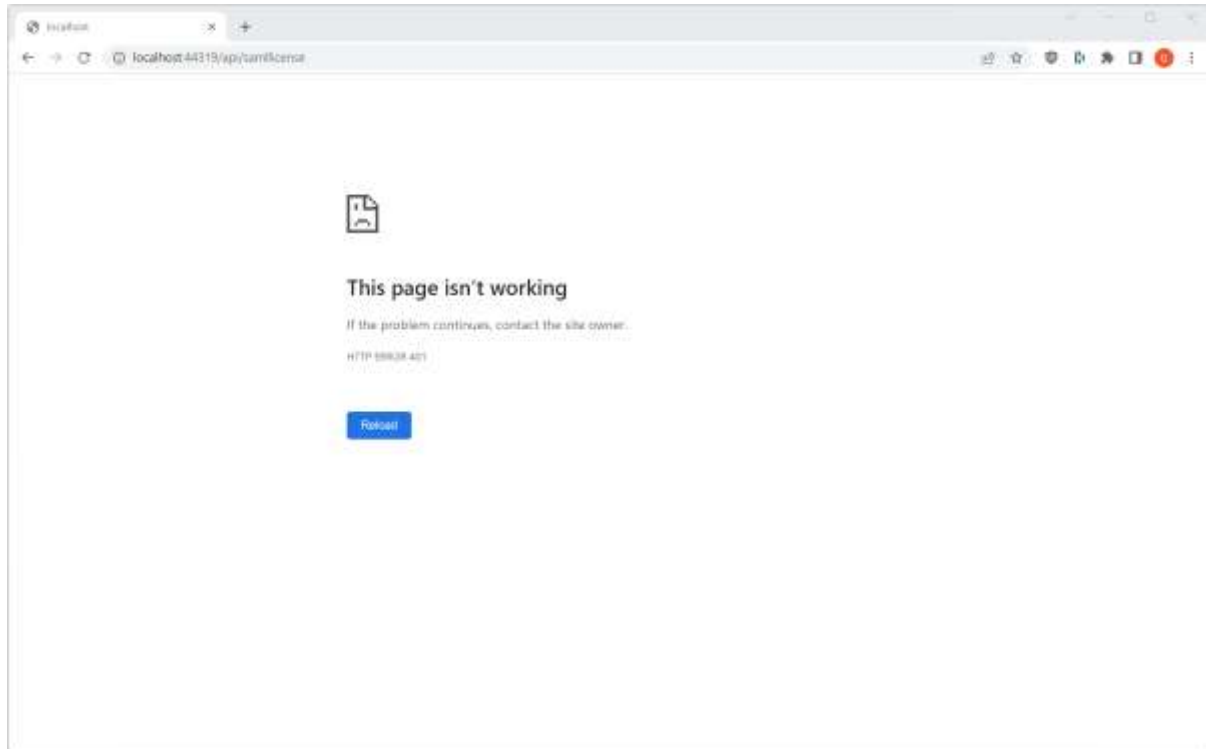 localhost
localhost:44319/api/samllicense
This page isn't working
If the problem continues, contact the site owner.
HTTP ERROR 401
Reload